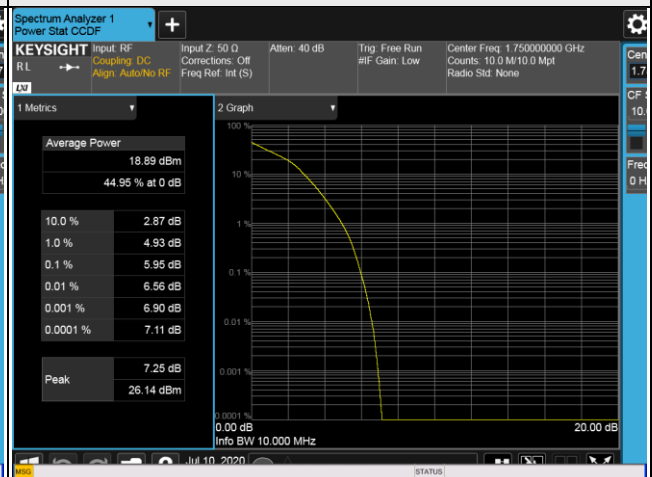 Spectrum Analyzer 1
Power Stat CCDF
KEYSIGHT
RL
LXI
Input: RF
Coupling: DC
Align: Auto/No RF
Input Z: 50 Ω
Corrections: Off
Freq Ref: Int (S)
Atten: 40 dB
Trig: Free Run
#IF Gain: Low
Center Freq: 1.750000000 GHz
Counts: 10.0 M/10.0 Mpt
Radio Std: None
1 Metrics
Average Power
18.89 dBm
44.95 % at 0 dB
10.0 % 2.87 dB
1.0 % 4.93 dB
0.1 % 5.95 dB
0.01 % 6.56 dB
0.001 % 6.90 dB
0.0001 % 7.11 dB
Peak
7.25 dB
26.14 dBm
2 Graph
100 %
10 %
1 %
0.1 %
0.01 %
0.001 %
0.0001 %
0.00 dB 20.00 dB
Info BW 10.000 MHz
Cen
1.7
CF S
10.
Freq
0 H
Jul 10, 2020
MSG STATUS